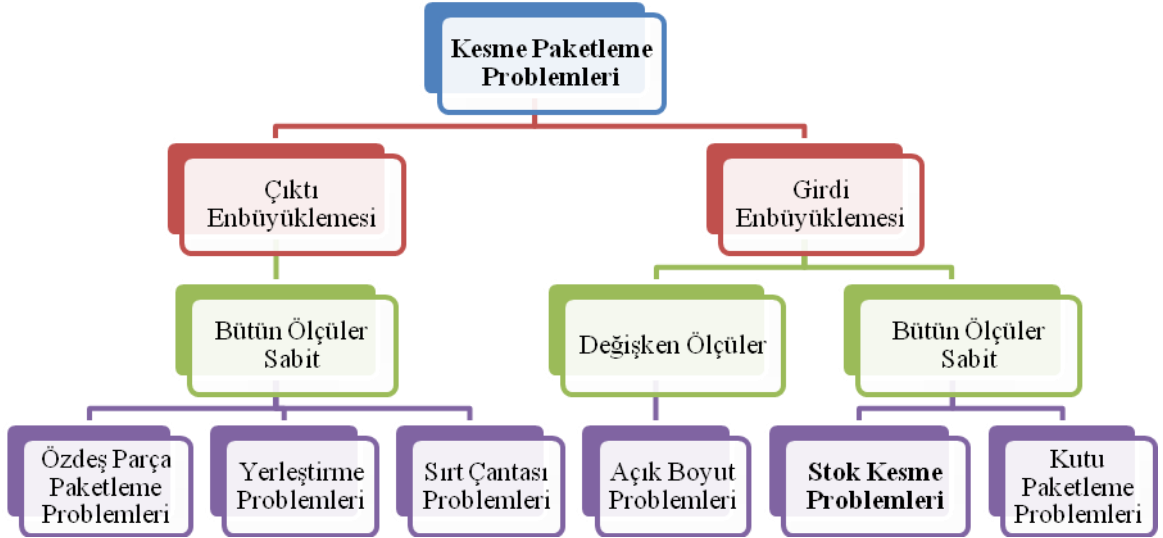 Kesme Paketleme
Problemleri
Çıktı
Enbüyüklemesi
Girdi
Enbüyüklemesi
Bütün Ölçüler
Sabit
Değişken Ölçüler
Bütün Ölçüler
Sabit
Özdeş Parça
Paketleme
Problemleri
Yerleştirme
Problemleri
Sırt Çantası
Problemleri
Açık Boyut
Problemleri
Stok Kesme
Problemleri
Kutu
Paketleme
Problemleri